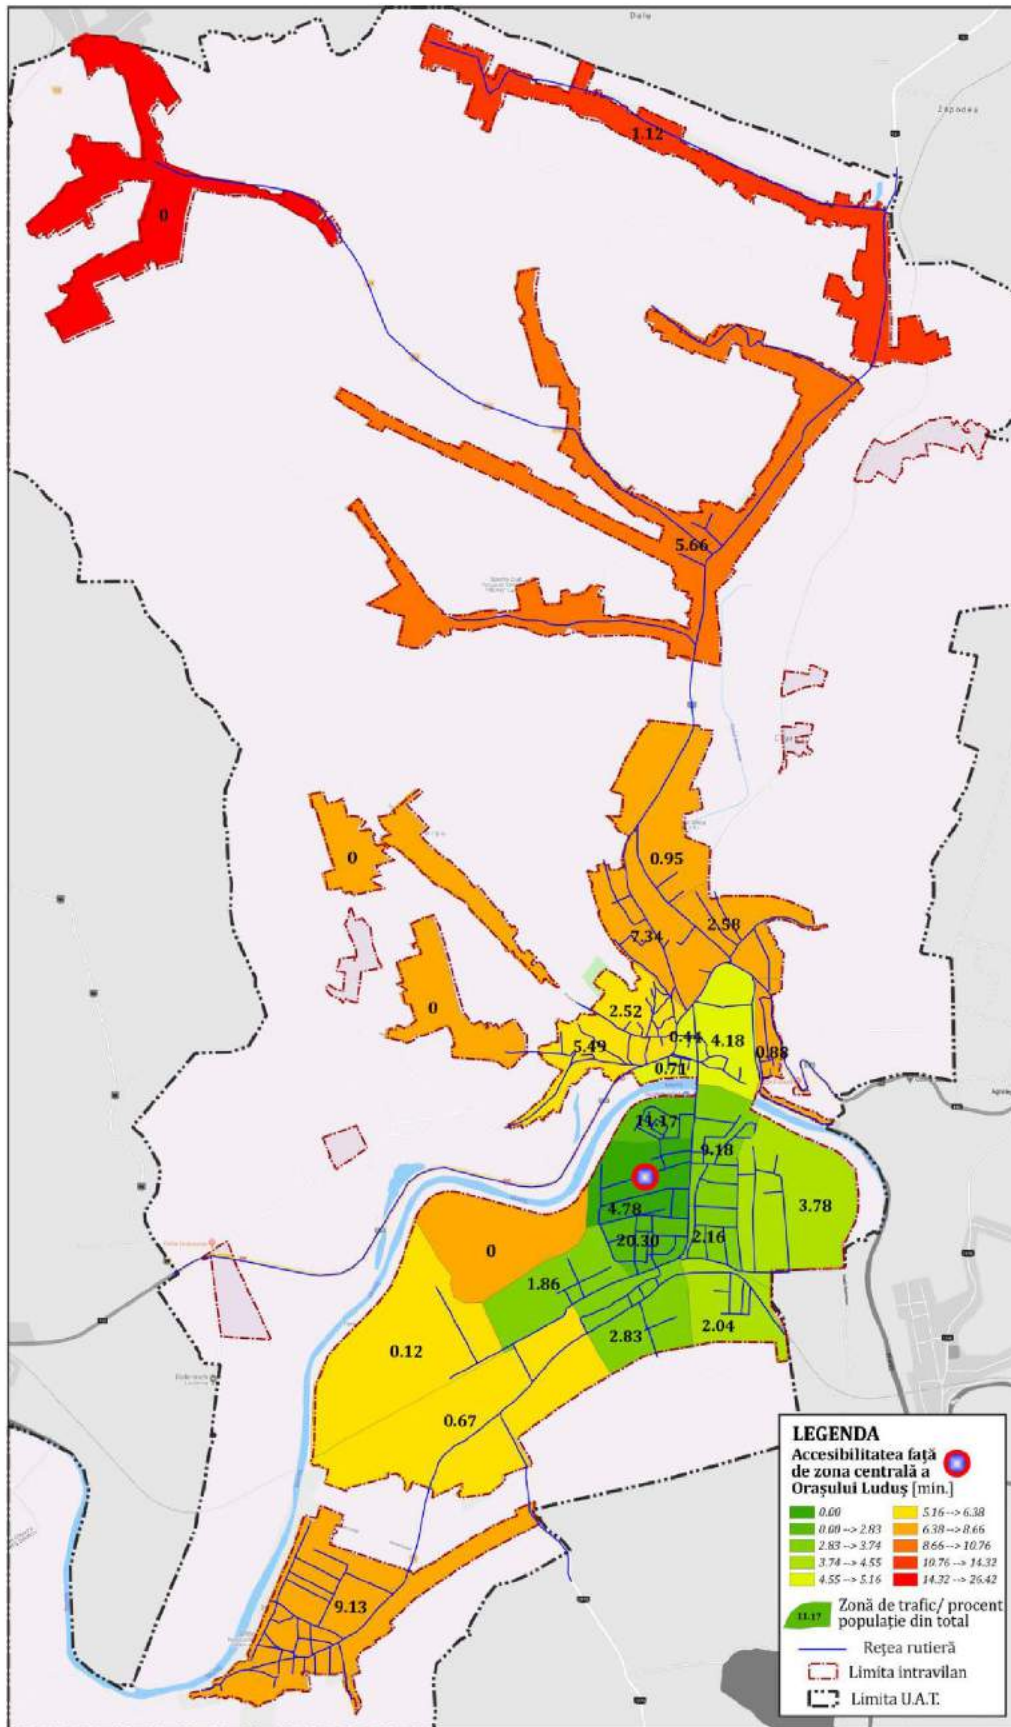 1.12
0
5.66
0.95
0
2.58
7.34
2.52
0
0.44
4.18
5.49
0.88
0.71
11.17
9.18
4.78
3.78
20.30
2.16
0
1.86
2.83
2.04
0.12
0.67
9.13
LEGENDA
Accesibilitatea față
de zona centrală a
Orașului Luduș [min.]
0.00
0.00 --> 2.83
2.83 --> 3.74
3.74 --> 4.55
4.55 --> 5.16
5.16 --> 6.38
6.38 --> 8.66
8.66 --> 10.76
10.76 --> 14.32
14.32 --> 26.42
11.17
Zonă de trafic/ procent
populație din total
Rețea rutieră
Limita intravilan
Limita U.A.T.